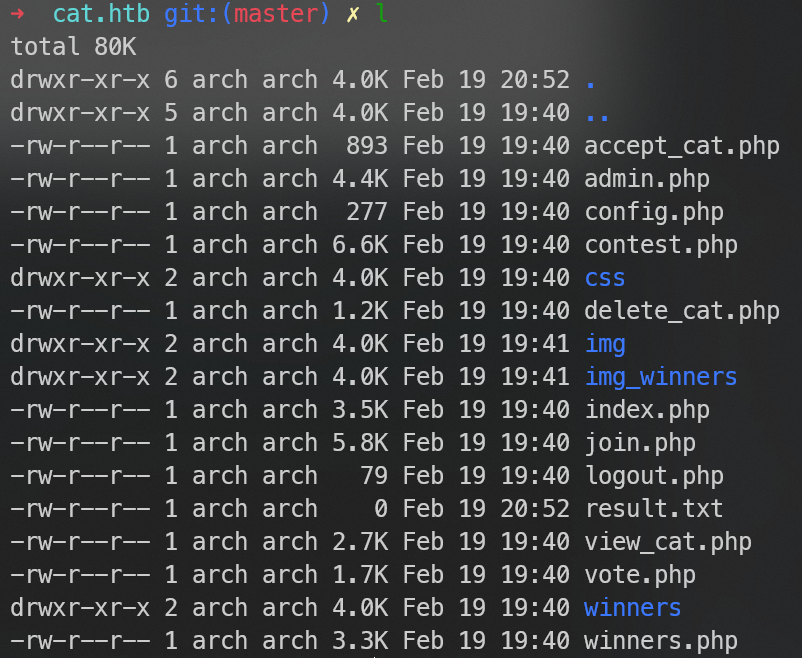 → cat.htb git:(master) ✗ l
total 80K
drwxr-xr-x 6 arch arch 4.0K Feb 19 20:52 .
drwxr-xr-x 5 arch arch 4.0K Feb 19 19:40 ..
-rw-r--r-- 1 arch arch  893 Feb 19 19:40 accept_cat.php
-rw-r--r-- 1 arch arch 4.4K Feb 19 19:40 admin.php
-rw-r--r-- 1 arch arch  277 Feb 19 19:40 config.php
-rw-r--r-- 1 arch arch 6.6K Feb 19 19:40 contest.php
drwxr-xr-x 2 arch arch 4.0K Feb 19 19:40 css
-rw-r--r-- 1 arch arch 1.2K Feb 19 19:40 delete_cat.php
drwxr-xr-x 2 arch arch 4.0K Feb 19 19:41 img
drwxr-xr-x 2 arch arch 4.0K Feb 19 19:41 img_winners
-rw-r--r-- 1 arch arch 3.5K Feb 19 19:40 index.php
-rw-r--r-- 1 arch arch 5.8K Feb 19 19:40 join.php
-rw-r--r-- 1 arch arch   79 Feb 19 19:40 logout.php
-rw-r--r-- 1 arch arch    0 Feb 19 20:52 result.txt
-rw-r--r-- 1 arch arch 2.7K Feb 19 19:40 view_cat.php
-rw-r--r-- 1 arch arch 1.7K Feb 19 19:40 vote.php
drwxr-xr-x 2 arch arch 4.0K Feb 19 19:40 winners
-rw-r--r-- 1 arch arch 3.3K Feb 19 19:40 winners.php